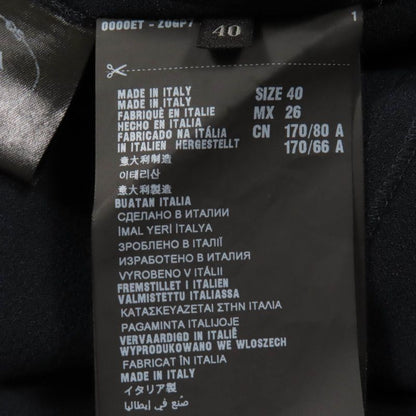 0000ET - Z0GP7
1
40
MADE IN ITALY
MADE IN ITALY
FABRIQUÉ EN ITALIE
HECHO EN ITALIA
FABRICADO NA ITÁLIA
IN ITALIEN HERGESTELLT
意大利制造
이태리산
意大利製造
BUATAN ITALIA
СДЕЛАНО В ИТАЛИИ
İMAL YERİ İTALYA
ЗРОБЛЕНО В ІТАЛІЇ
ИЗРАБОТЕНО В ИТАЛИЯ
VYROBENO V ITÁLII
FREMSTILLET I ITALIEN
VALMISTETTU ITALIASSA
ΚΑΤΑΣΚΕΥΑΖΕΤΑΙ ΣΤΗΝ ΙΤΑΛΙΑ
PAGAMINTA ITALIJOJE
VERVAARDIGD IN ITALIË
WYPRODUKOWANO WE WLOSZECH
FABRICAT ÎN ITALIA
MADE IN ITALY
イタリア製
صنع في إيطاليا
SIZE 40
MX 26
CN 170/80 A
170/66 A